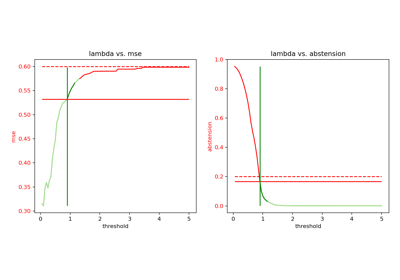 lambda vs. mse
0.60
0.55
0.50
0.45
0.40
0.35
0.30
mse
0 1 2 3 4 5
threshold
lambda vs. abstension
1.0
0.8
0.6
0.4
0.2
0.0
abstension
0 1 2 3 4 5
threshold